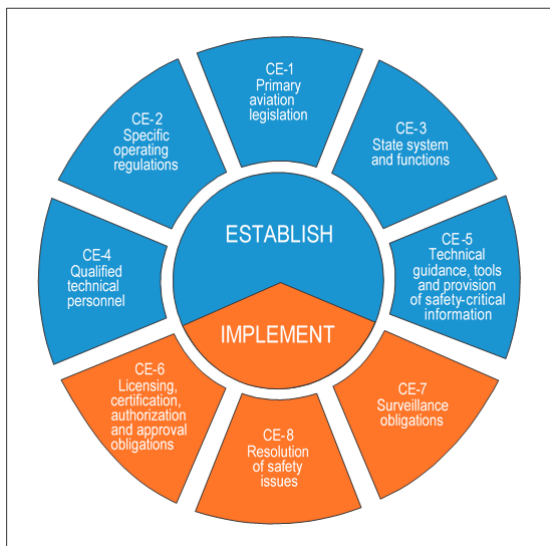 CE-1
Primary
aviation
legislation
CE-2
Specific
operating
regulations
CE-3
State system
and functions
ESTABLISH
CE-4
Qualified
technical
personnel
CE-5
Technical
guidance, tools
and provision
of safety-critical
information
IMPLEMENT
CE-6
Licensing,
certification,
authorization
and approval
obligations
CE-7
Surveillance
obligations
CE-8
Resolution
of safety
issues